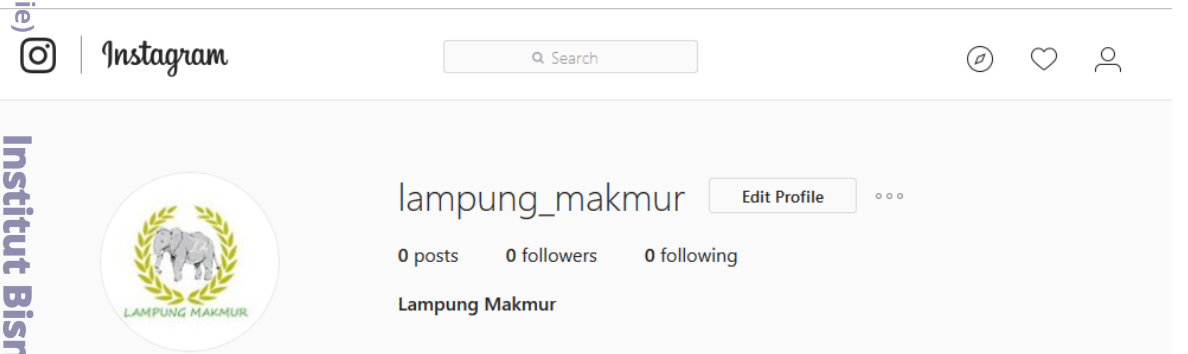 ie)
Instagram
Search
Institut Bisn
lampung_makmur Edit Profile
0 posts 0 followers 0 following
Lampung Makmur
LAMPUNG MAKMUR